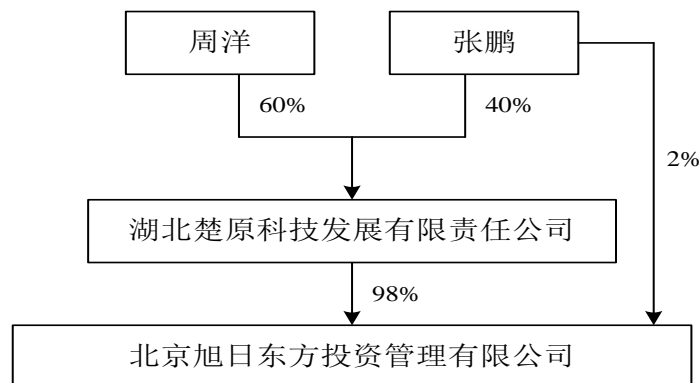 周洋
张鹏
60%
40%
2%
湖北楚原科技发展有限责任公司
98%
北京旭日东方投资管理有限公司